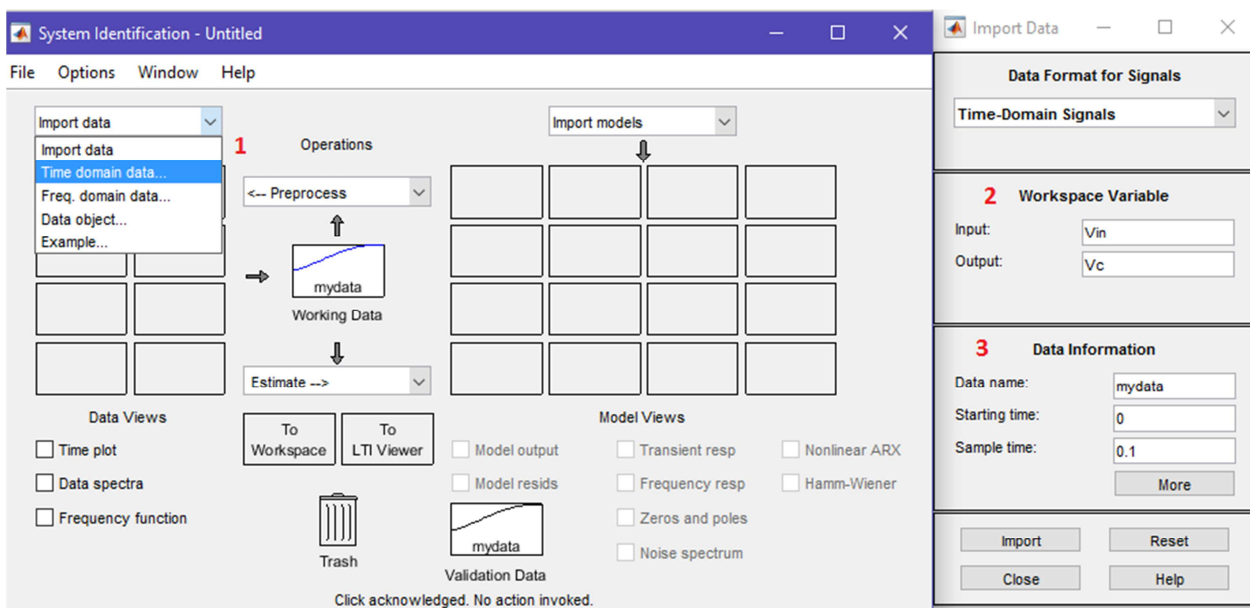 System Identification - Untitled
File Options Window Help
Import data
Import data
Time domain data...
Freq. domain data...
Data object...
Example...
1
Operations
<-- Preprocess
mydata
Working Data
Estimate -->
Import models
Data Views
Time plot
Data spectra
Frequency function
To
Workspace
To
LTI Viewer
Trash
Model Views
Model output
Transient resp
Nonlinear ARX
Model resids
Frequency resp
Hamm-Wiener
Zeros and poles
Noise spectrum
mydata
Validation Data
Click acknowledged. No action invoked.
Import Data
Data Format for Signals
Time-Domain Signals
2 Workspace Variable
Input: Vin
Output: Vc
3 Data Information
Data name: mydata
Starting time: 0
Sample time: 0.1
More
Import Reset
Close Help